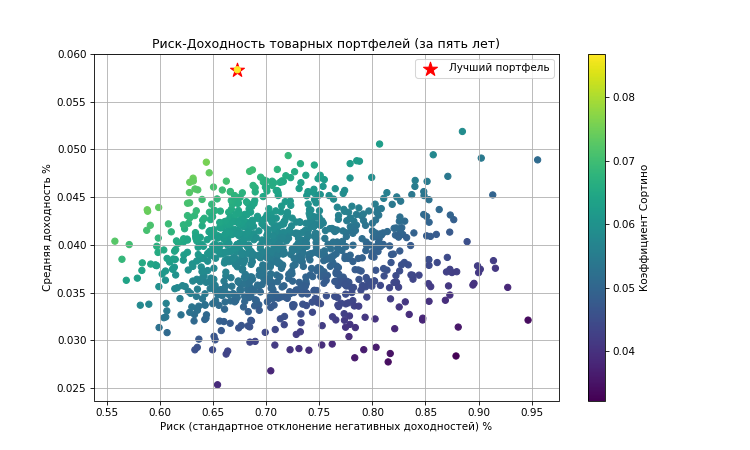 Риск-Доходность товарных портфелей (за пять лет)
Лучший портфель
Средняя доходность %
0.060
0.055
0.050
0.045
0.040
0.035
0.030
0.025
0.55 0.60 0.65 0.70 0.75 0.80 0.85 0.90 0.95
Риск (стандартное отклонение негативных доходностей) %
0.08
0.07
0.06
0.05
0.04
Коэффициент Сортино